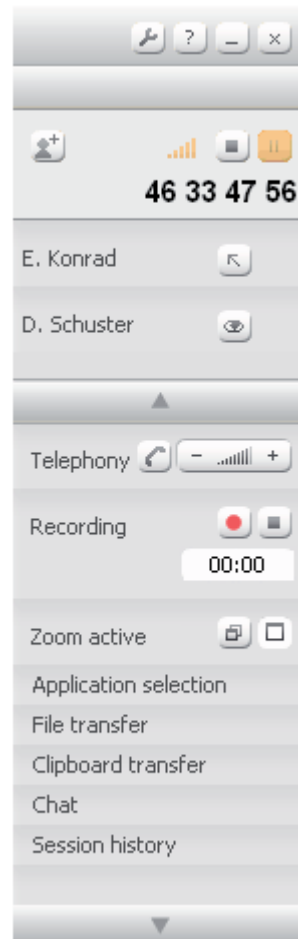 ?
46 33 47 56
E. Konrad
D. Schuster
Telephony - +
Recording
00:00
Zoom active
Application selection
File transfer
Clipboard transfer
Chat
Session history